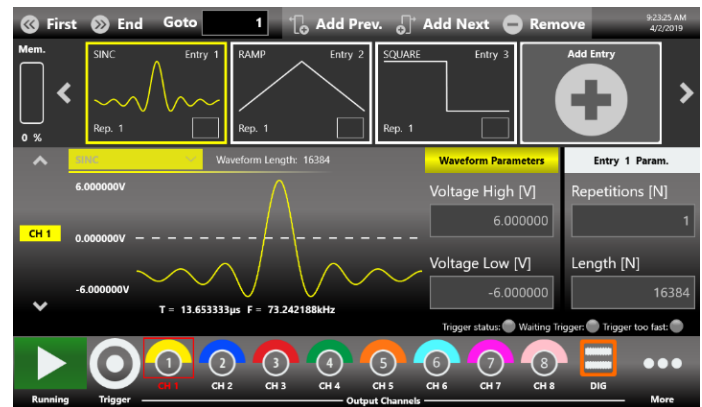 First End Goto 1 Add Prev. Add Next Remove 9:23:25 AM
4/2/2019
Mem.
0 %
SINC Entry 1
Rep. 1
RAMP Entry 2
Rep. 1
SQUARE Entry 3
Rep. 1
Add Entry
SINC Waveform Length: 16384
6.000000V
CH 1 0.000000V
-6.000000V
T = 13.653333µs F = 73.242188kHz
Waveform Parameters
Voltage High [V]
6.000000
Voltage Low [V]
-6.000000
Entry 1 Param.
Repetitions [N]
1
Length [N]
16384
Trigger status: Waiting Trigger: Trigger too fast:
1 2 3 4 5 6 7 8
Running Trigger CH 1 CH 2 CH 3 CH 4 CH 5 CH 6 CH 7 CH 8 DIG More
Output Channels